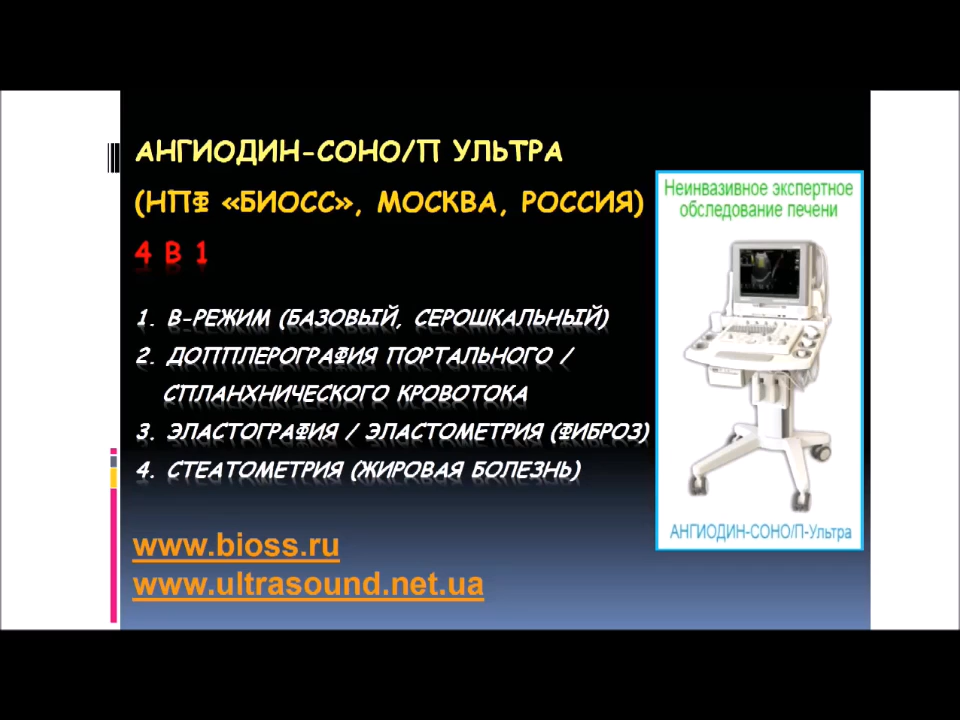 АНГИОДИН-СОНО/П УЛЬТРА
(НПФ «БИОСС», МОСКВА, РОССИЯ)
4 В 1
1. В-РЕЖИМ (БАЗОВЫЙ, СЕРОШКАЛЬНЫЙ)
2. ДОППЛЕРОГРАФИЯ ПОРТАЛЬНОГО /
СПЛАНХНИЧЕСКОГО КРОВОТОКА
3. ЭЛАСТОГРАФИЯ / ЭЛАСТОМЕТРИЯ (ФИБРОЗ)
4. СТЕАТОМЕТРИЯ (ЖИРОВАЯ БОЛЕЗНЬ)
www.bioss.ru
www.ultrasound.net.ua
Неинвазивное экспертное
обследование печени
АНГИОДИН-СОНО/П-Ультра